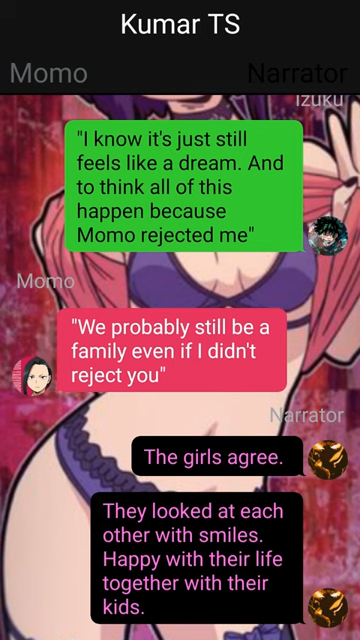 Kumar TS
Momo
Narrator
Izuku
"I know it's just still
feels like a dream. And
to think all of this
happen because
Momo rejected me"
Momo
"We probably still be a
family even if I didn't
reject you"
Narrator
The girls agree.
They looked at each
other with smiles.
Happy with their life
together with their
kids.